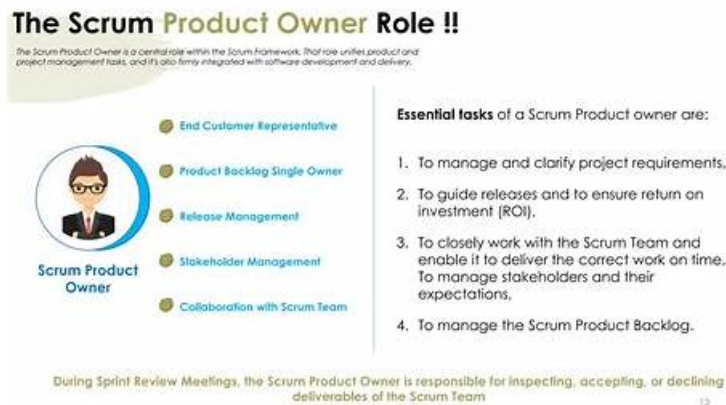 The Scrum Product Owner Role !!
The Scrum Product Owner is a central role within the Scrum Framework. That role unifies product and
project management tasks, and it's also firmly integrated with software development and delivery.
End Customer Representative
Product Backlog Single Owner
Release Management
Stakeholder Management
Collaboration with Scrum Team
Scrum Product
Owner
Essential tasks of a Scrum Product owner are:
1. To manage and clarify project requirements.
2. To guide releases and to ensure return on
investment (ROI).
3. To closely work with the Scrum Team and
enable it to deliver the correct work on time.
To manage stakeholders and their
expectations.
4. To manage the Scrum Product Backlog.
During Sprint Review Meetings, the Scrum Product Owner is responsible for inspecting, accepting, or declining
deliverables of the Scrum Team